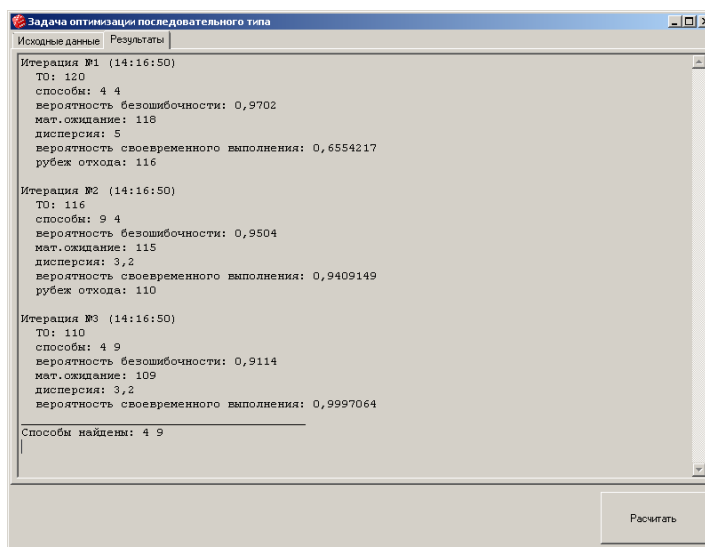 Задача оптимизации последовательного типа
Исходные данные Результаты
Итерация №1 (14:16:50)
ТО: 120
способы: 4 4
вероятность безошибочности: 0,9702
мат.ожидание: 118
дисперсия: 5
вероятность своевременного выполнения: 0,6554217
рубеж отхода: 116
Итерация №2 (14:16:50)
ТО: 116
способы: 9 4
вероятность безошибочности: 0,9504
мат.ожидание: 115
дисперсия: 3,2
вероятность своевременного выполнения: 0,9409149
рубеж отхода: 110
Итерация №3 (14:16:50)
ТО: 110
способы: 4 9
вероятность безошибочности: 0,9114
мат.ожидание: 109
дисперсия: 3,2
вероятность своевременного выполнения: 0,9997064
Способы найдены: 4 9
Расчитать